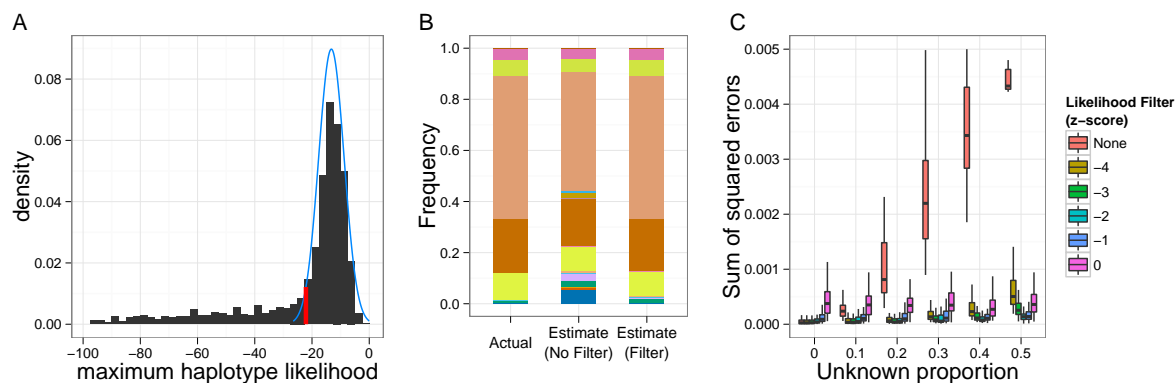 A
density
0.08
0.06
0.04
0.02
0.00
−100 −80 −60 −40 −20 0
maximum haplotype likelihood
B
Frequency
1.0
0.8
0.6
0.4
0.2
0.0
Actual
Estimate
(No Filter)
Estimate
(Filter)
C
Sum of squared errors
0.005
0.004
0.003
0.002
0.001
0.000
0 0.1 0.2 0.3 0.4 0.5
Unknown proportion
Likelihood Filter
(z−score)
None
−4
−3
−2
−1
0